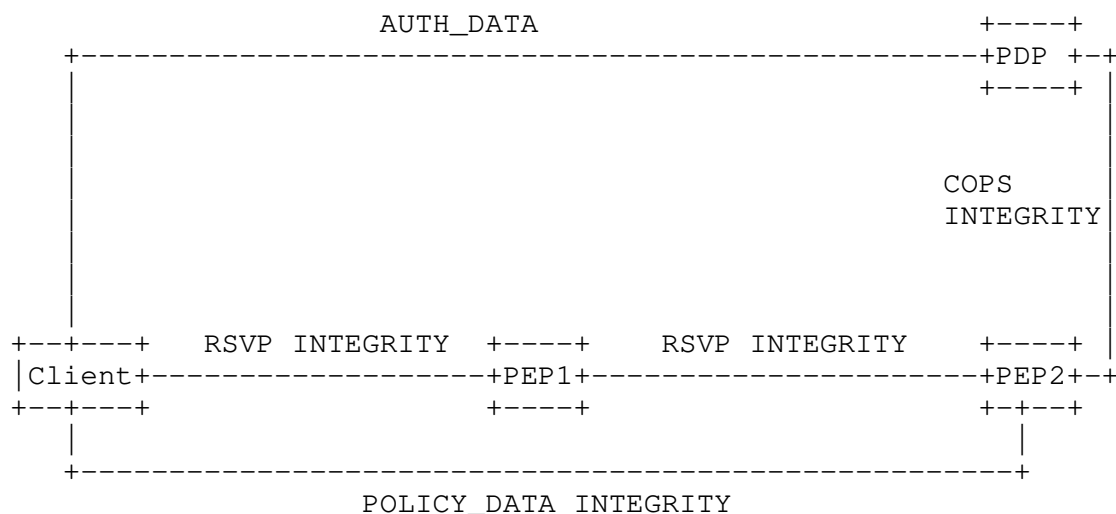 AUTH_DATA
PDP
COPS
INTEGRITY
RSVP INTEGRITY RSVP INTEGRITY
Client PEP1 PEP2
POLICY_DATA INTEGRITY